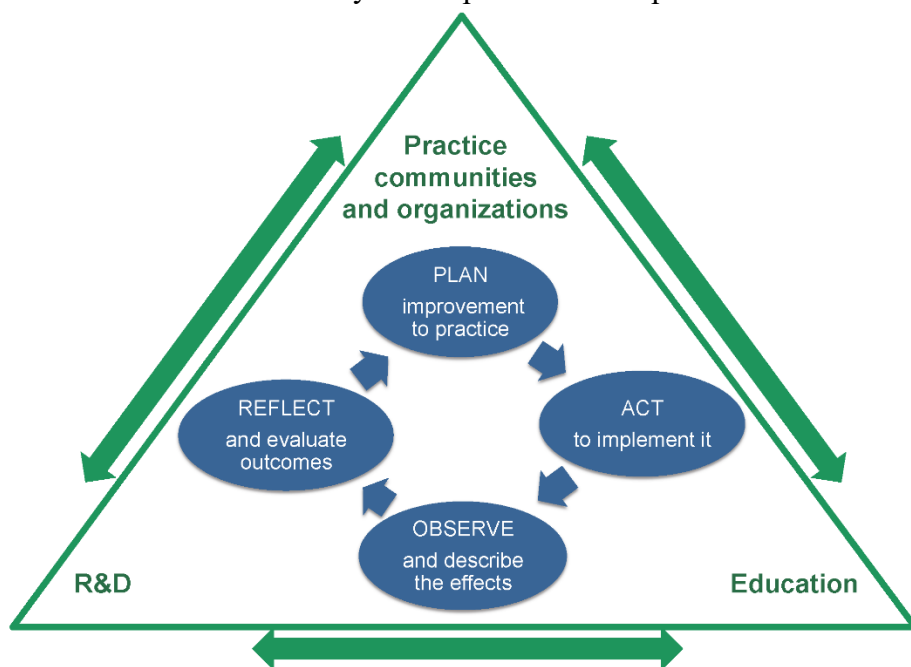 Practice
communities
and organizations
PLAN
improvement
to practice
REFLECT
and evaluate
outcomes
ACT
to implement it
OBSERVE
and describe
the effects
R&D
Education